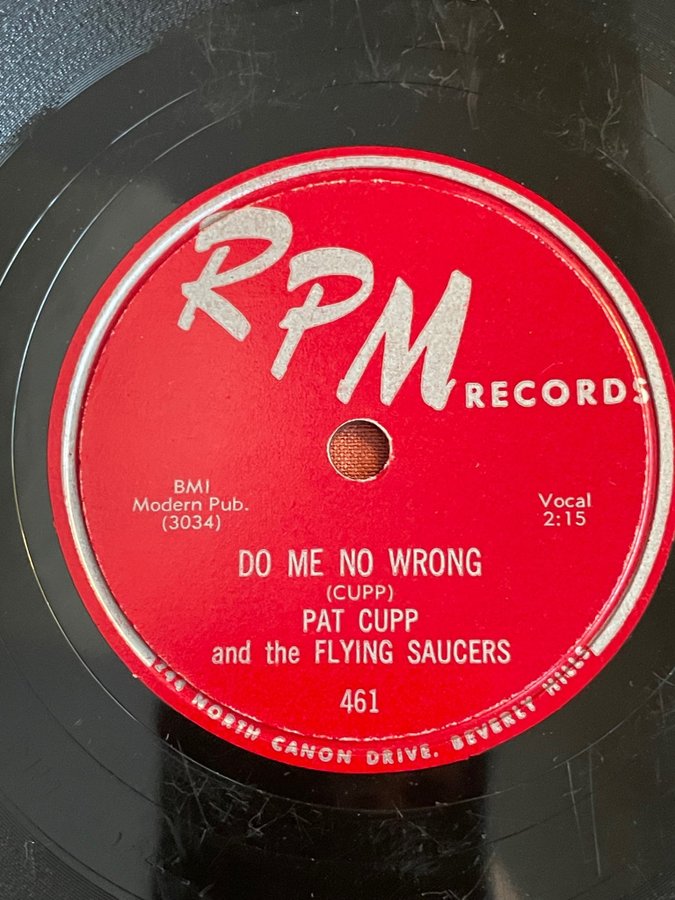 RPM RECORDS
BMI
Modern Pub.
(3034)
Vocal
2:15
DO ME NO WRONG
(CUPP)
PAT CUPP
and the FLYING SAUCERS
461
NORTH CANON DRIVE, BEVERLY HILLS